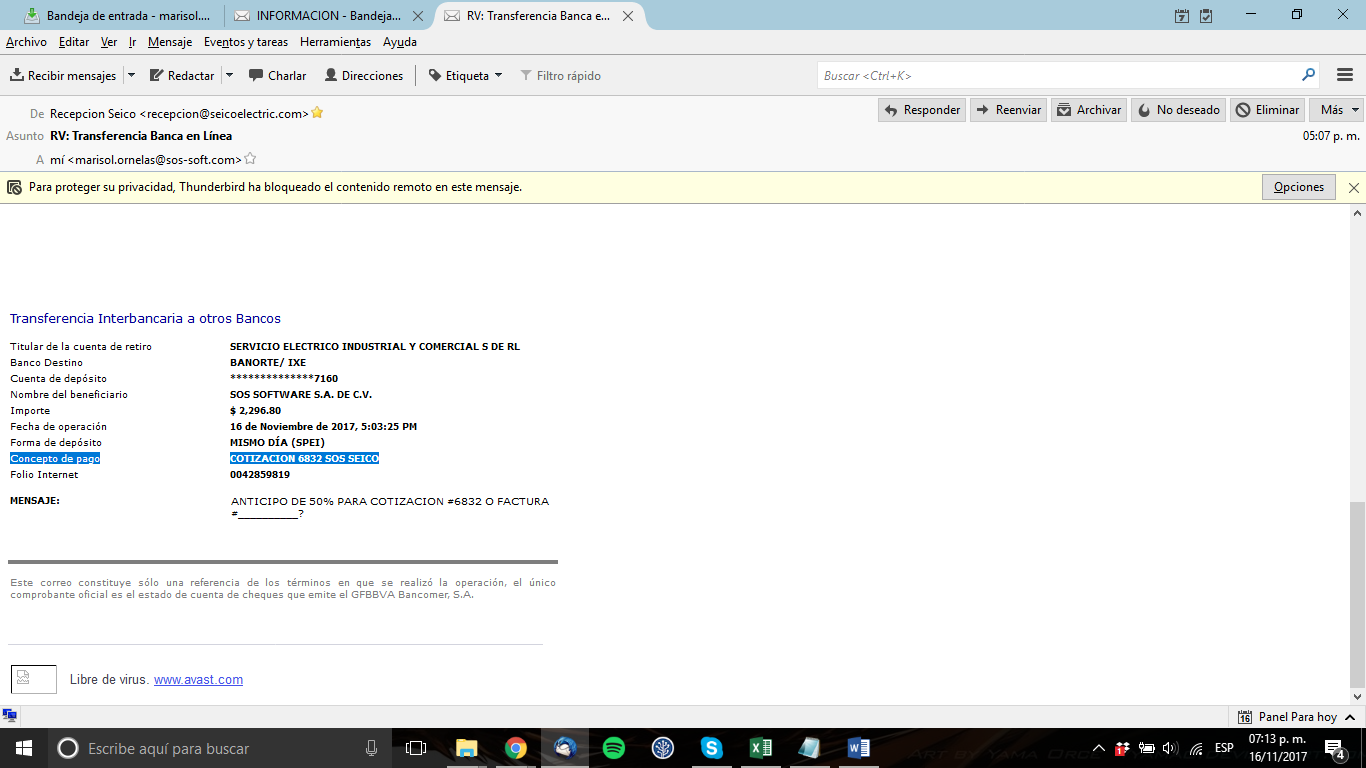 Bandeja de entrada - marisol....
INFORMACION - Bandeja...
RV: Transferencia Banca e...
Archivo Editar Ver Ir Mensaje Eventos y tareas Herramientas Ayuda
Recibir mensajes Redactar Charlar Direcciones Etiqueta Filtro rápido Buscar <Ctrl+K>
De Recepcion Seico <recepcion@seicoelectric.com>
Responder Reenviar Archivar No deseado Eliminar Más
Asunto RV: Transferencia Banca en Línea 05:07 p. m.
A mí <marisol.ornelas@sos-soft.com>
Para proteger su privacidad, Thunderbird ha bloqueado el contenido remoto en este mensaje. Opciones
Transferencia Interbancaria a otros Bancos
Titular de la cuenta de retiro SERVICIO ELECTRICO INDUSTRIAL Y COMERCIAL S DE RL
Banco Destino BANORTE/ IXE
Cuenta de depósito **************7160
Nombre del beneficiario SOS SOFTWARE S.A. DE C.V.
Importe $ 2,296.80
Fecha de operación 16 de Noviembre de 2017, 5:03:25 PM
Forma de depósito MISMO DÍA (SPEI)
Concepto de pago COTIZACION 6832 SOS SEICO
Folio Internet 0042859819
MENSAJE: ANTICIPO DE 50% PARA COTIZACION #6832 O FACTURA
#__________?
Este correo constituye sólo una referencia de los términos en que se realizó la operación, el único
comprobante oficial es el estado de cuenta de cheques que emite el GFBBVA Bancomer, S.A.
Libre de virus. www.avast.com
16 Panel Para hoy
Escribe aquí para buscar
ESP
07:13 p. m.
16/11/2017
4